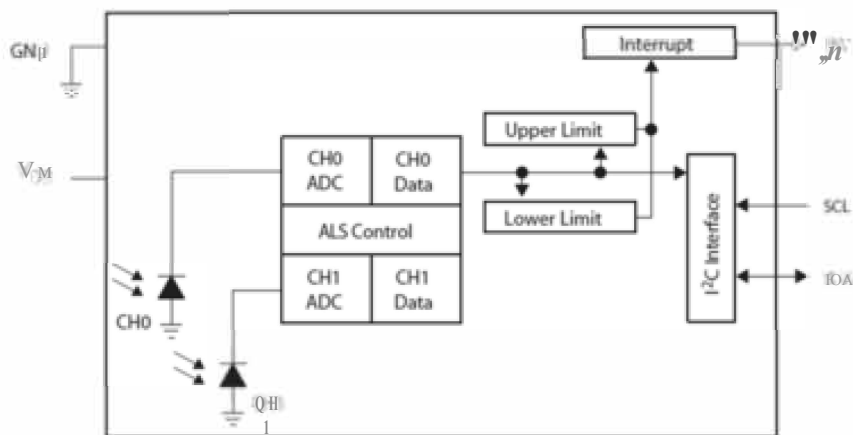 Interrupt
Upper Limit
CH0 ADC
CH0 Data
Lower Limit
ALS Control
I²C Interface
SCL
CH1 ADC
CH1 Data
CH0